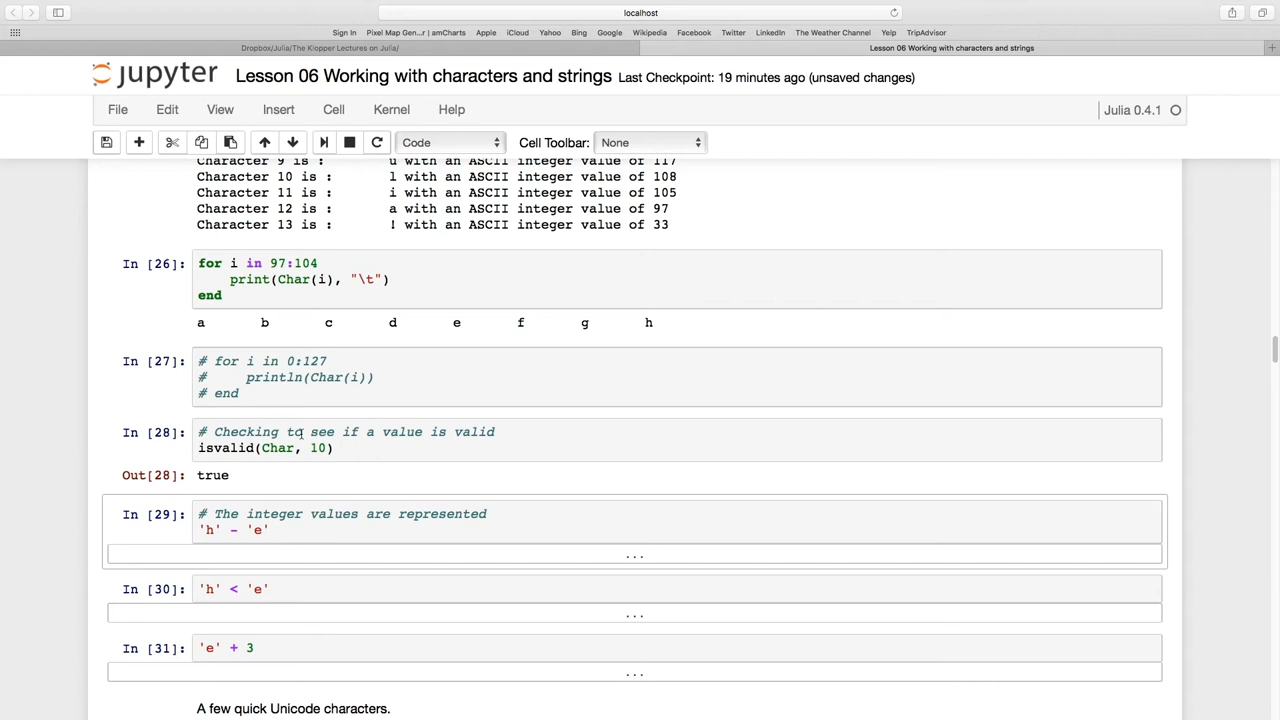 localhost
Sign In Pixel Map Gen...r | amCharts Apple iCloud Yahoo Bing Google Wikipedia Facebook Twitter LinkedIn The Weather Channel Yelp TripAdvisor
Dropbox/Julia/The Klopper Lectures on Julia/ Lesson 06 Working with characters and strings
jupyter Lesson 06 Working with characters and strings Last Checkpoint: 19 minutes ago (unsaved changes)
File Edit View Insert Cell Kernel Help Julia 0.4.1
Code Cell Toolbar: None
Character 9 is : u with an ASCII integer value of 117
Character 10 is : l with an ASCII integer value of 108
Character 11 is : i with an ASCII integer value of 105
Character 12 is : a with an ASCII integer value of 97
Character 13 is : ! with an ASCII integer value of 33
In [26]: for i in 97:104
print(Char(i), "\t")
end
a b c d e f g h
In [27]: # for i in 0:127
# println(Char(i))
# end
In [28]: # Checking to see if a value is valid
isvalid(Char, 10)
Out[28]: true
In [29]: # The integer values are represented
'h' - 'e'
...
In [30]: 'h' < 'e'
...
In [31]: 'e' + 3
...
A few quick Unicode characters.